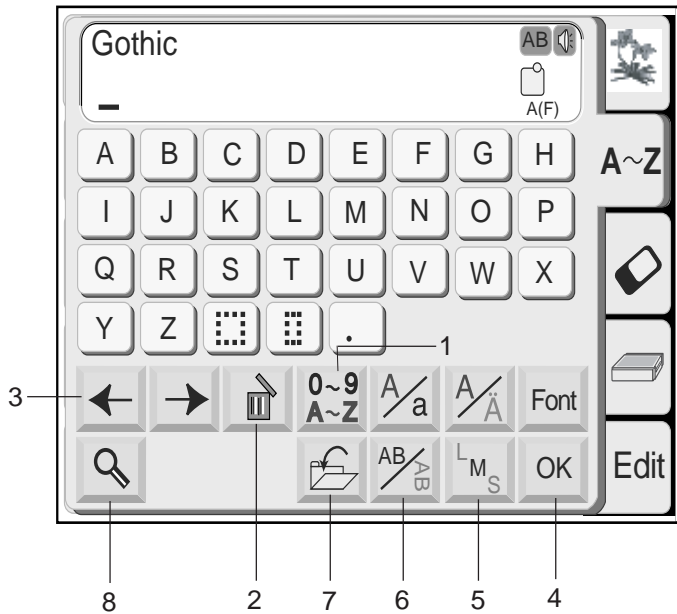 Gothic AB
A(F)
A B C D E F G H A~Z
I J K L M N O P
Q R S T U V W X
Y Z .
1
3 0~9 A/a A/Ä Font
A~Z
AB/AB L M S OK Edit
8 2 7 6 5 4